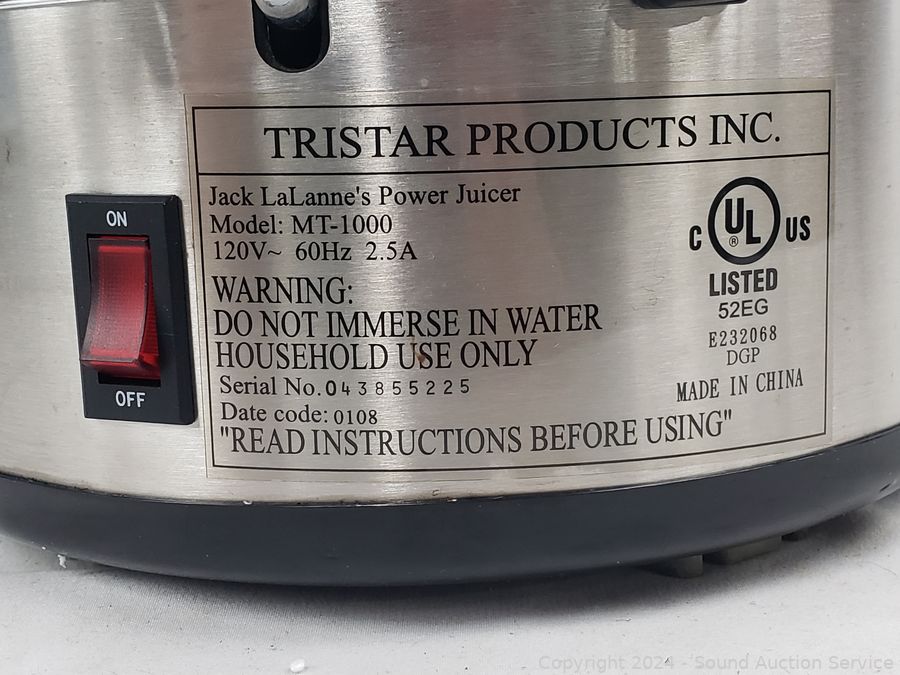 TRISTAR PRODUCTS INC.
Jack LaLanne's Power Juicer
Model: MT-1000
120V~ 60Hz 2.5A
WARNING:
DO NOT IMMERSE IN WATER
HOUSEHOLD USE ONLY
Serial No. 043855225
Date code: 0108
"READ INSTRUCTIONS BEFORE USING"
C UL ® US
LISTED
52EG
E232068
DGP
MADE IN CHINA
ON
OFF
Copyright 2024 - Sound Auction Service